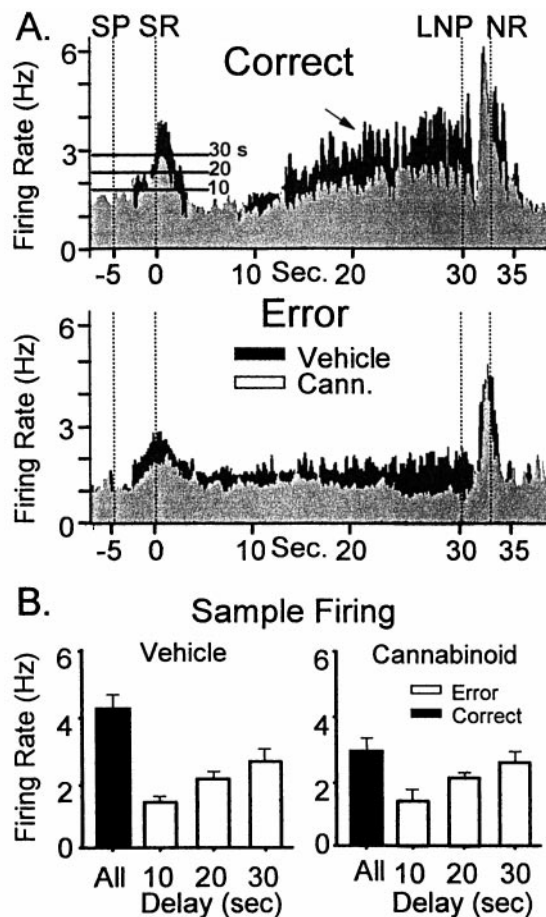 A.
SP SR LNP NR
Correct
Firing Rate (Hz)
6
3
0
30 s
20
10
-5 0 10 Sec. 20 30 35
Error
Vehicle
Cann.
Firing Rate (Hz)
6
3
0
-5 0 10 Sec. 20 30 35
B.
Sample Firing
Vehicle
Cannabinoid
Error
Correct
Firing Rate (Hz)
6
4
2
0
All 10 20 30
Delay (sec)
6
4
2
0
All 10 20 30
Delay (sec)